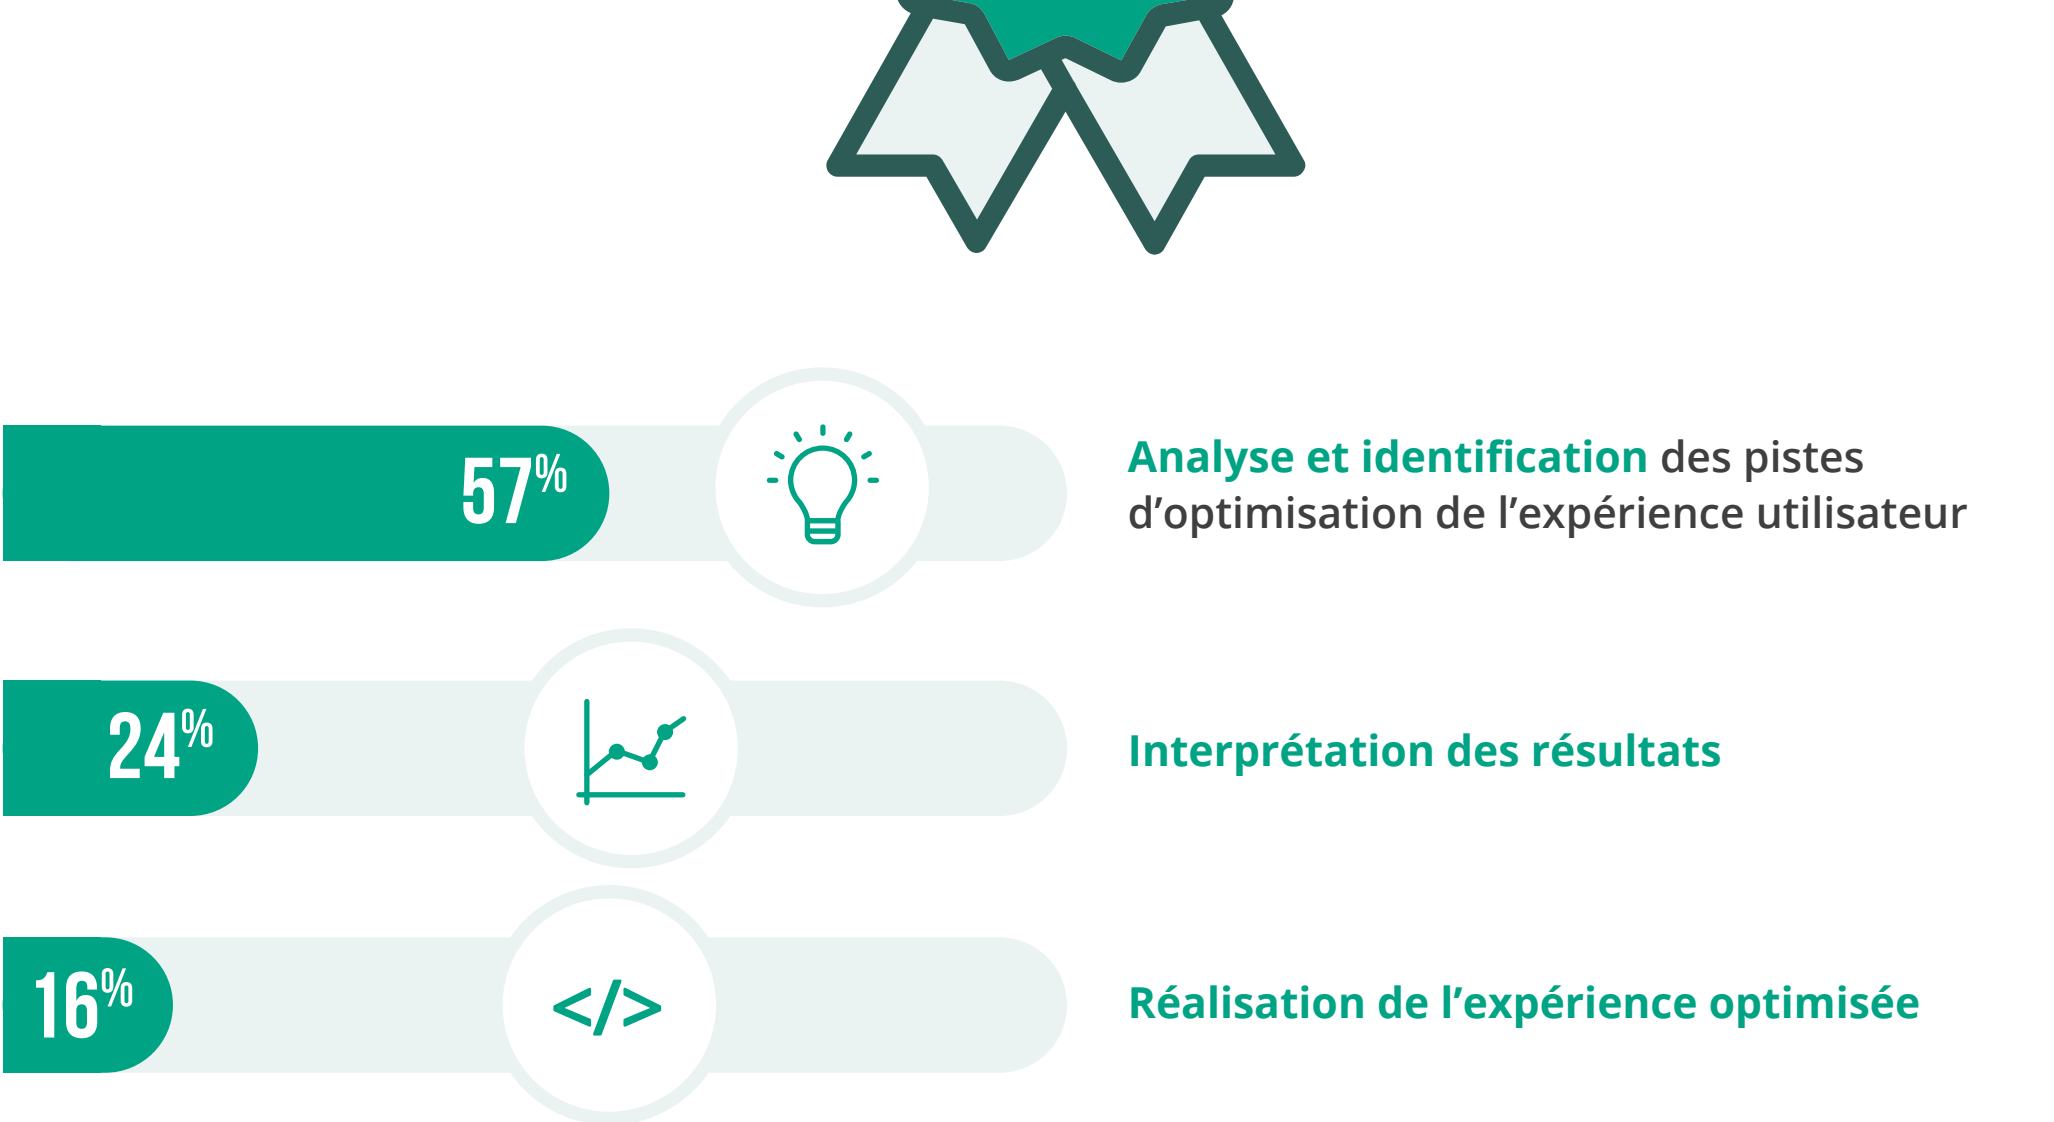 57%
Analyse et identification des pistes
d’optimisation de l’expérience utilisateur
24%
Interprétation des résultats
16%
</>
Réalisation de l’expérience optimisée